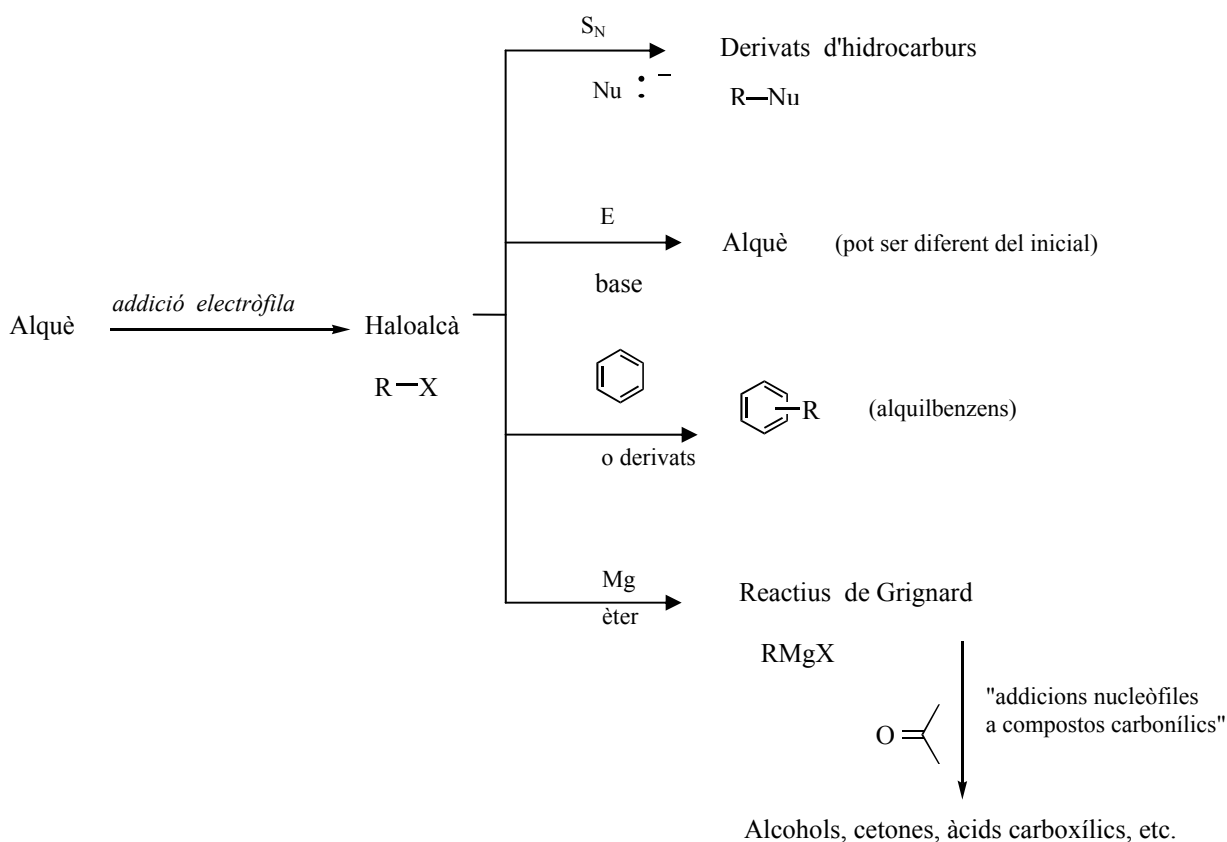 S_N
Derivats d'hidrocarburs
Nu : −
R—Nu
E
Alquè (pot ser diferent del inicial)
base
Alquè
addició electròfila
Haloalcà
R—X
R (alquilbenzens)
o derivats
Mg
Reactius de Grignard
èter
RMgX
"addicions nucleòfiles
a compostos carbonílics"
O
Alcohols, cetones, àcids carboxílics, etc.